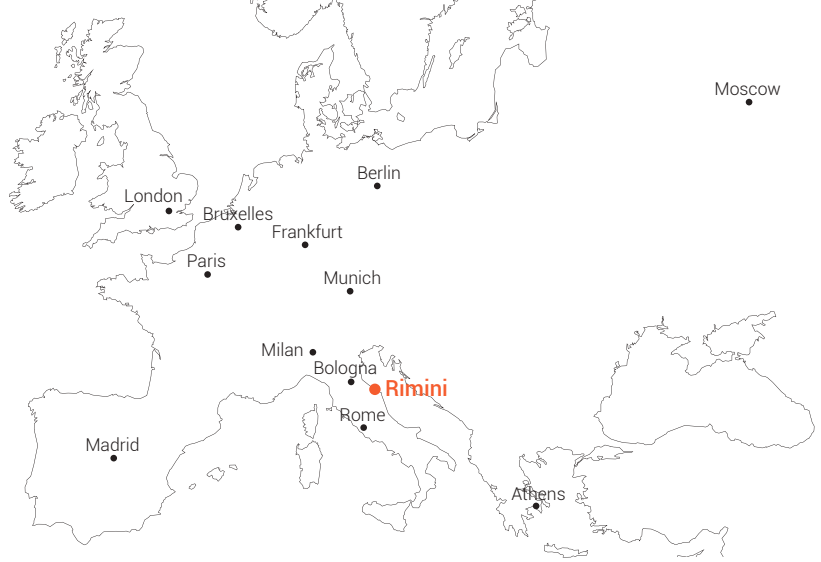 Moscow
Berlin
London
Bruxelles
Frankfurt
Paris
Munich
Milan
Bologna
Rimini
Rome
Madrid
Athens